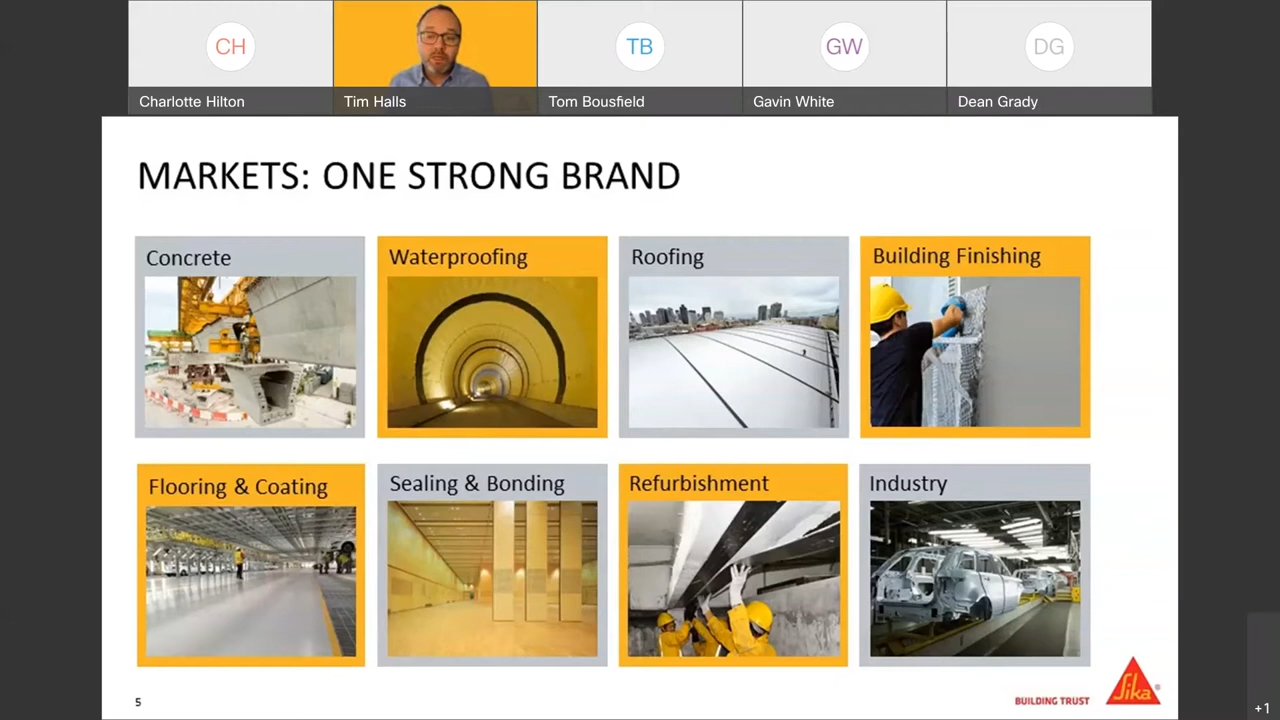 CH
TB
GW
DG
Charlotte Hilton
Tim Halls
Tom Bousfield
Gavin White
Dean Grady
MARKETS: ONE STRONG BRAND
Concrete
Waterproofing
Roofing
Building Finishing
Flooring & Coating
Sealing & Bonding
Refurbishment
Industry
5
BUILDING TRUST
Sika®
+1